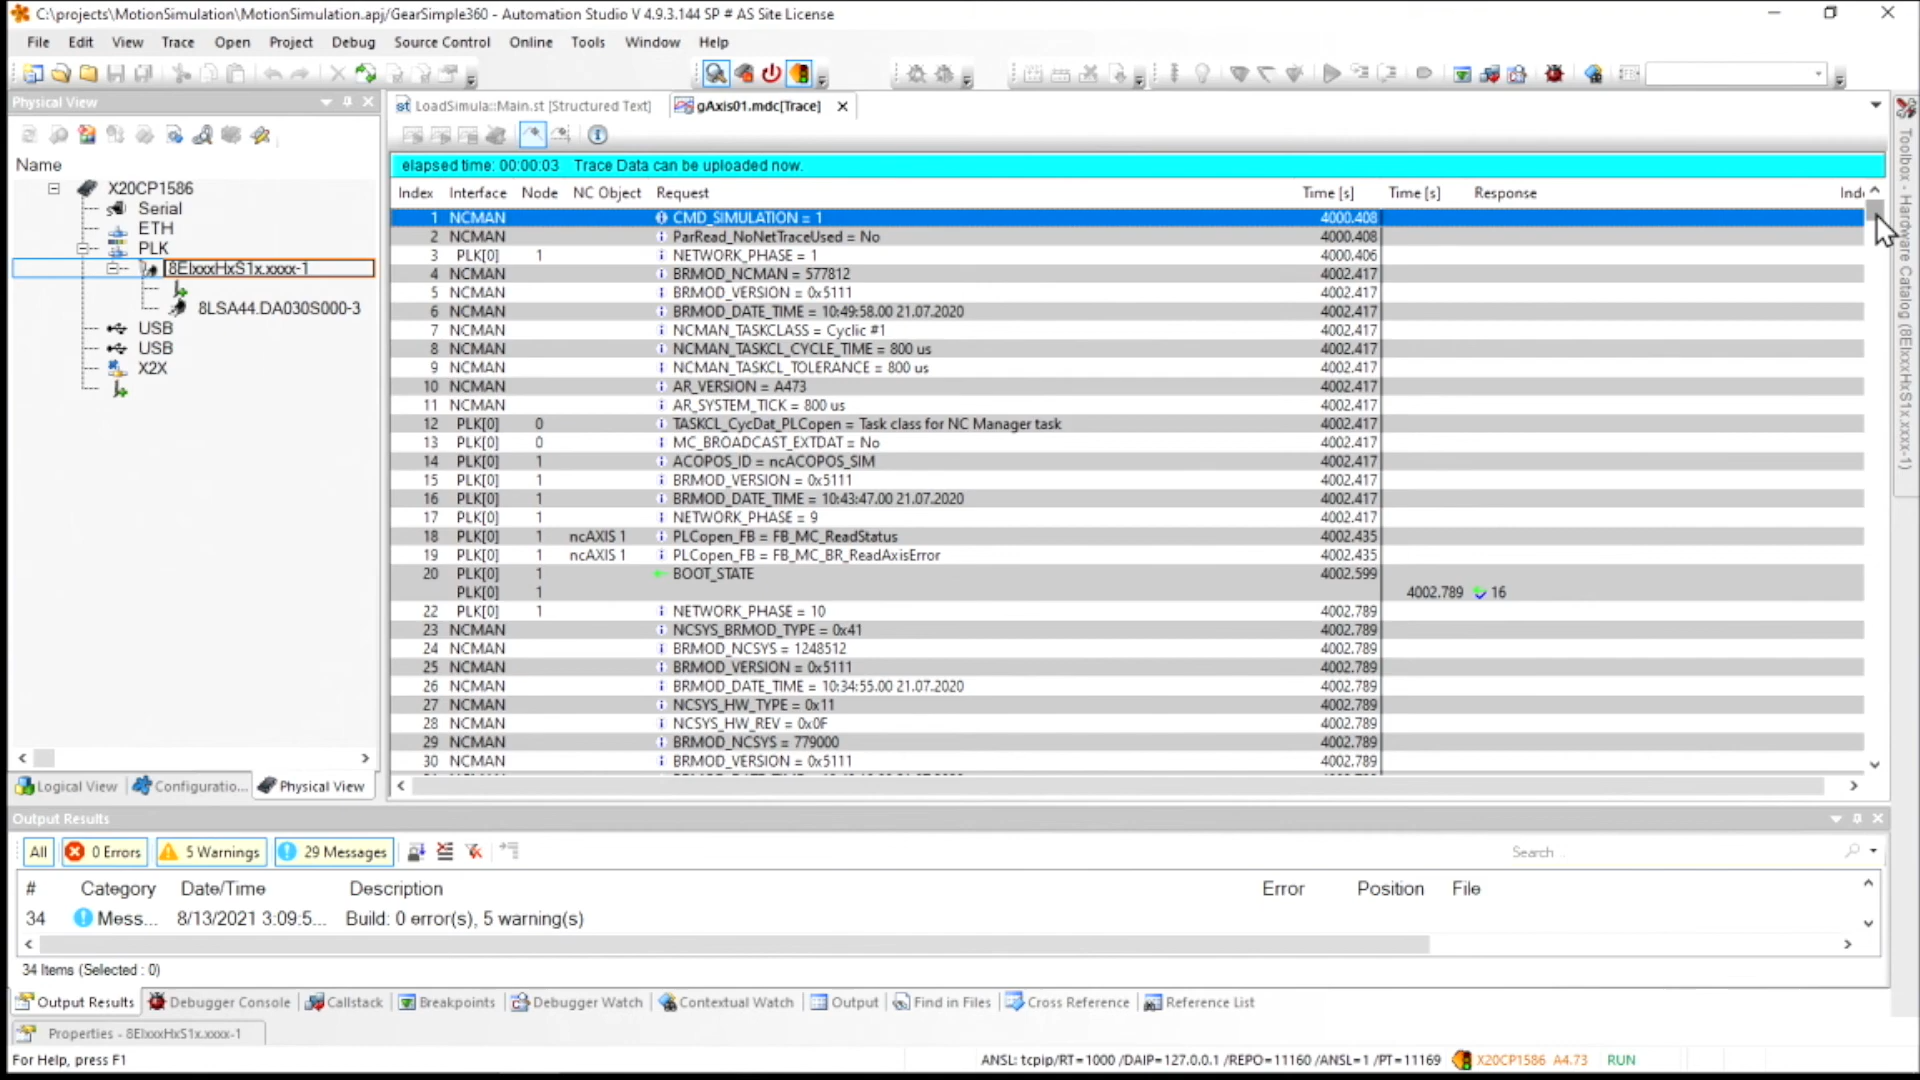 C:\projects\MotionSimulation\MotionSimulation.apj/GearSimple360 - Automation Studio V 4.9.3.144 SP # AS Site License
File Edit View Trace Open Project Debug Source Control Online Tools Window Help
Physical View
LoadSimula::Main.st [Structured Text] gAxis01.mdc[Trace]
Name
X20CP1586
Serial
ETH
PLK
8EIxxxHxS1x.xxxx-1
8LSA44.DA030S000-3
USB
USB
X2X
Logical View Configuratio... Physical View
elapsed time: 00:00:03 Trace Data can be uploaded now.
Index Interface Node NC Object Request Time [s] Time [s] Response Ind
1 NCMAN CMD_SIMULATION = 1 4000.408
2 NCMAN ParRead_NoNetTraceUsed = No 4000.408
3 PLK[0] 1 NETWORK_PHASE = 1 4000.406
4 NCMAN BRMOD_NCMAN = 577812 4002.417
5 NCMAN BRMOD_VERSION = 0x5111 4002.417
6 NCMAN BRMOD_DATE_TIME = 10:49:58.00 21.07.2020 4002.417
7 NCMAN NCMAN_TASKCLASS = Cyclic #1 4002.417
8 NCMAN NCMAN_TASKCL_CYCLE_TIME = 800 us 4002.417
9 NCMAN NCMAN_TASKCL_TOLERANCE = 800 us 4002.417
10 NCMAN AR_VERSION = A473 4002.417
11 NCMAN AR_SYSTEM_TICK = 800 us 4002.417
12 PLK[0] 0 TASKCL_CycDat_PLCopen = Task class for NC Manager task 4002.417
13 PLK[0] 0 MC_BROADCAST_EXTDAT = No 4002.417
14 PLK[0] 1 ACOPOS_ID = ncACOPOS_SIM 4002.417
15 PLK[0] 1 BRMOD_VERSION = 0x5111 4002.417
16 PLK[0] 1 BRMOD_DATE_TIME = 10:43:47.00 21.07.2020 4002.417
17 PLK[0] 1 NETWORK_PHASE = 9 4002.417
18 PLK[0] 1 ncAXIS 1 PLCopen_FB = FB_MC_ReadStatus 4002.435
19 PLK[0] 1 ncAXIS 1 PLCopen_FB = FB_MC_BR_ReadAxisError 4002.435
20 PLK[0] 1 BOOT_STATE 4002.599
PLK[0] 1 4002.789 16
22 PLK[0] 1 NETWORK_PHASE = 10 4002.789
23 NCMAN NCSYS_BRMOD_TYPE = 0x41 4002.789
24 NCMAN BRMOD_NCSYS = 1248512 4002.789
25 NCMAN BRMOD_VERSION = 0x5111 4002.789
26 NCMAN BRMOD_DATE_TIME = 10:34:55.00 21.07.2020 4002.789
27 NCMAN NCSYS_HW_TYPE = 0x11 4002.789
28 NCMAN NCSYS_HW_REV = 0x0F 4002.789
29 NCMAN BRMOD_NCSYS = 779000 4002.789
30 NCMAN BRMOD_VERSION = 0x5111 4002.789
Toolbox - Hardware Catalog (8EIxxxHxS1x.xxxx-1)
Output Results
All 0 Errors 5 Warnings 29 Messages Search
# Category Date/Time Description Error Position File
34 Mess... 8/13/2021 3:09:5... Build: 0 error(s), 5 warning(s)
34 Items (Selected : 0)
Output Results Debugger Console Callstack Breakpoints Debugger Watch Contextual Watch Output Find in Files Cross Reference Reference List
Properties - 8EIxxxHxS1x.xxxx-1
For Help, press F1 ANSL: tcpip/RT=1000 /DAIP=127.0.0.1 /REPO=11160 /ANSL=1 /PT=11169 X20CP1586 A4.73 RUN